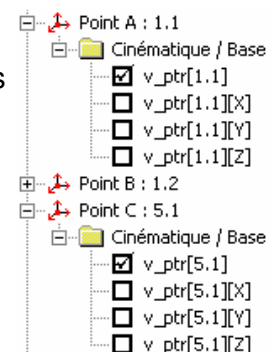 Point A : 1.1
Cinématique / Base
s
v_ptr[1.1]
v_ptr[1.1][X]
v_ptr[1.1][Y]
v_ptr[1.1][Z]
Point B : 1.2
Point C : 5.1
Cinématique / Base
v_ptr[5.1]
v_ptr[5.1][X]
v_ptr[5.1][Y]
v_ptr[5.1][Z]